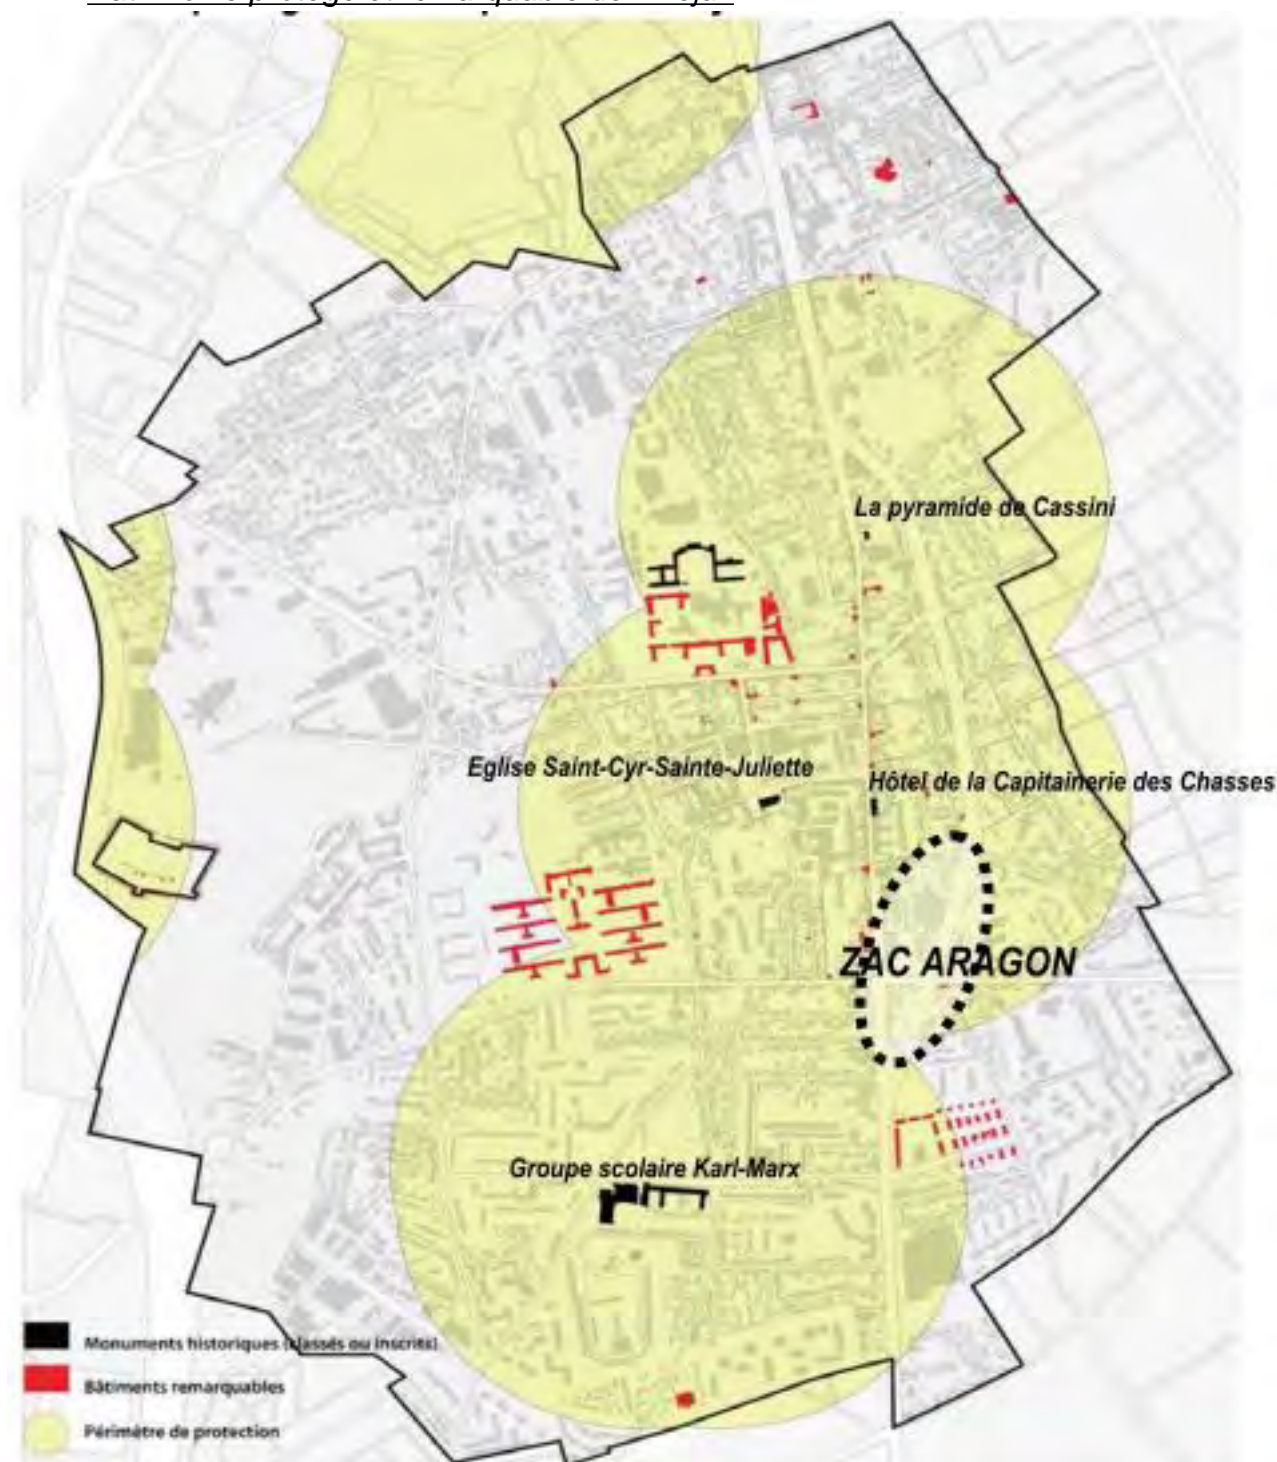 La pyramide de Cassini
Eglise Saint-Cyr-Sainte-Juliette
Hôtel de la Capitainerie des Chasses
ZAC ARAGON
Groupe scolaire Karl-Marx
Monuments historiques (classés ou inscrits)
Bâtiments remarquables
Périmètre de protection